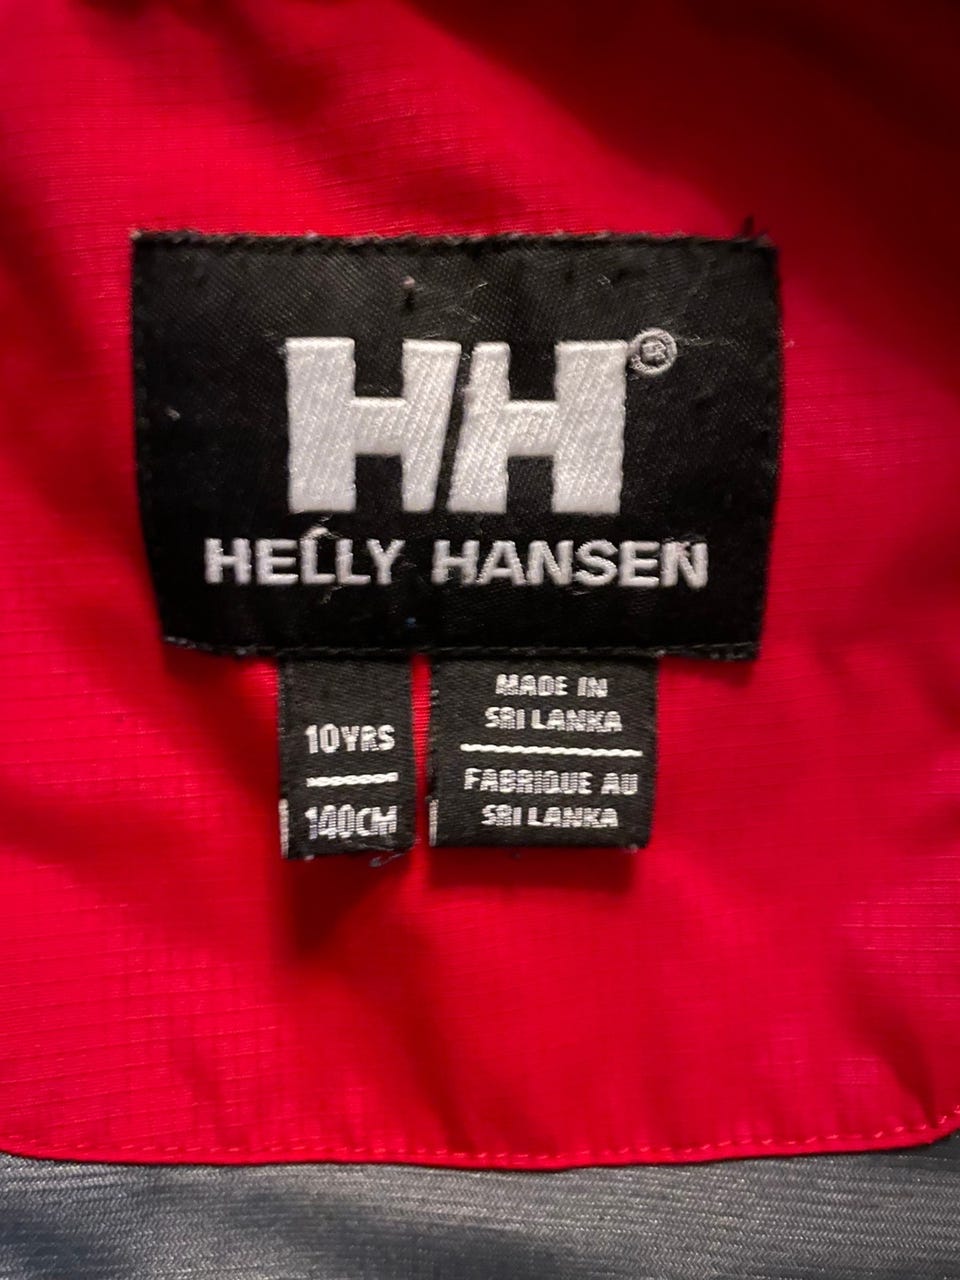 HH®
HELLY HANSEN
10YRS
140CM
MADE IN
SRI LANKA
FABRIQUE AU
SRI LANKA